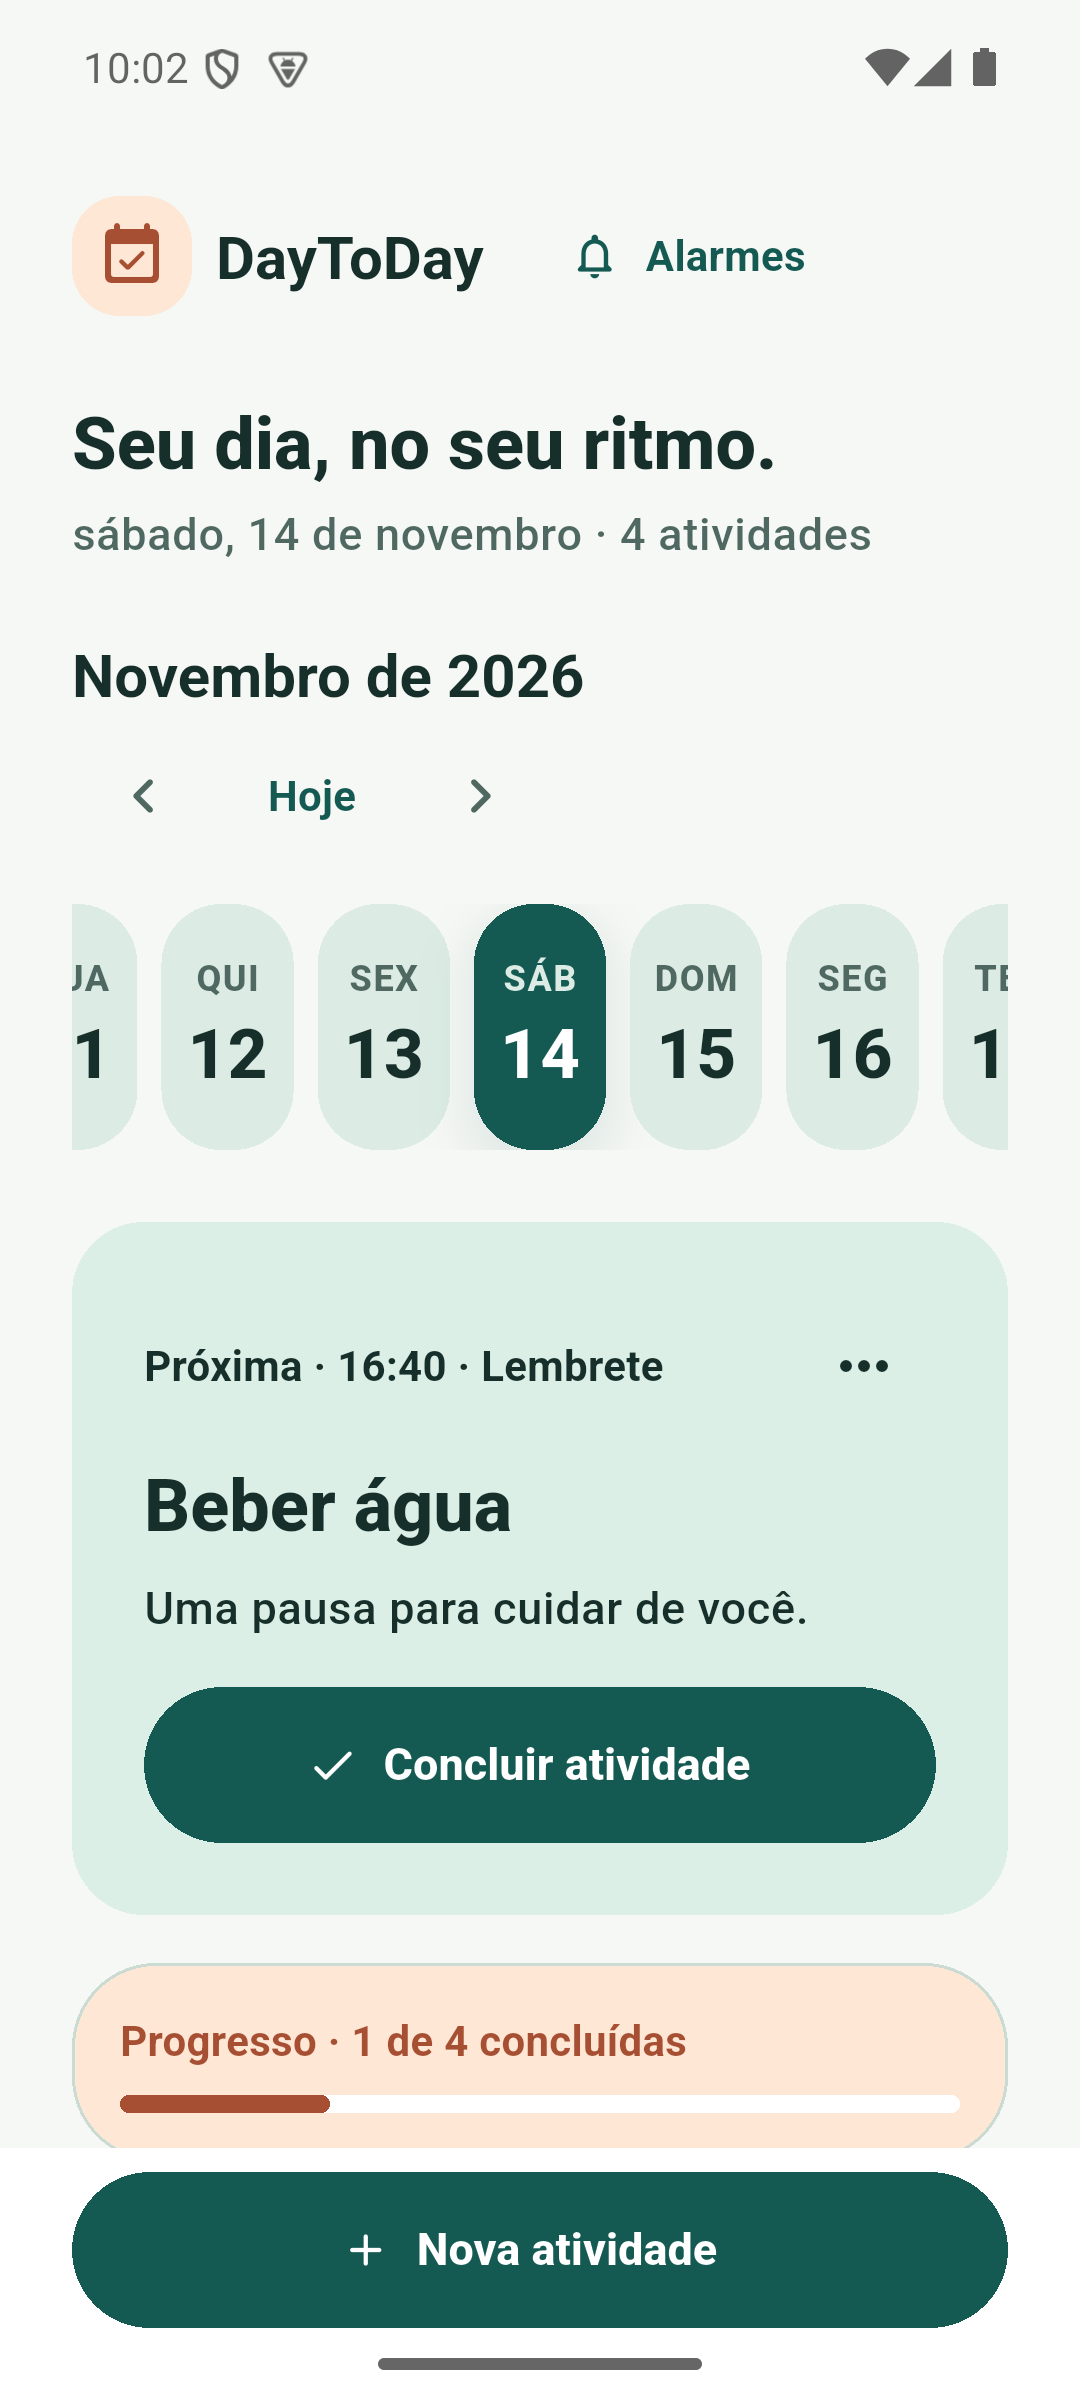 10:02
DayToDay
Alarmes
Seu dia, no seu ritmo.
sábado, 14 de novembro · 4 atividades
Novembro de 2026
Hoje
QUI SEX SÁB DOM SEG
12 13 14 15 16
Próxima · 16:40 · Lembrete
Beber água
Uma pausa para cuidar de você.
Concluir atividade
Progresso · 1 de 4 concluídas
Nova atividade